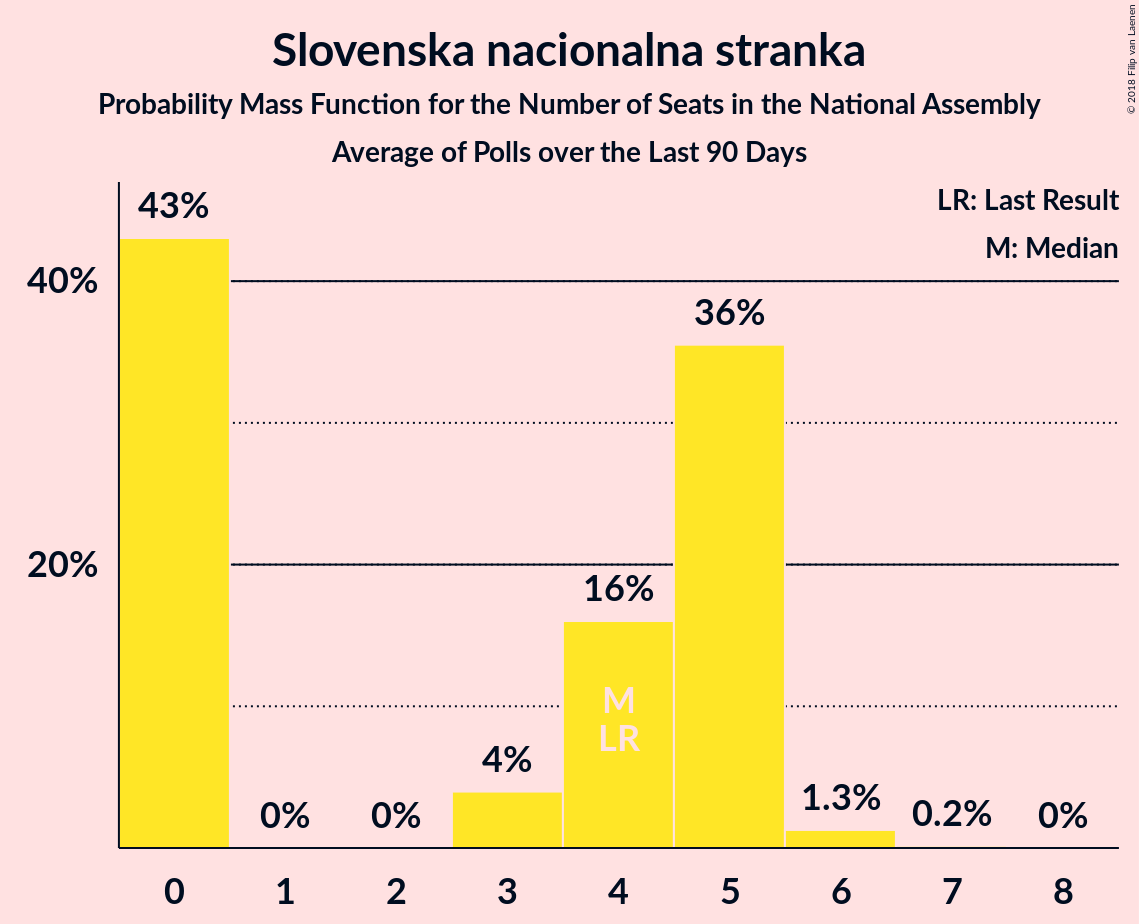 Slovenska nacionalna stranka
Probability Mass Function for the Number of Seats in the National Assembly
Average of Polls over the Last 90 Days
© 2018 Filip van Laenen
LR: Last Result
M: Median
43%
40%
36%
20%
16%
M
LR
4%
0%
0%
1.3%
0.2%
0%
0 1 2 3 4 5 6 7 8